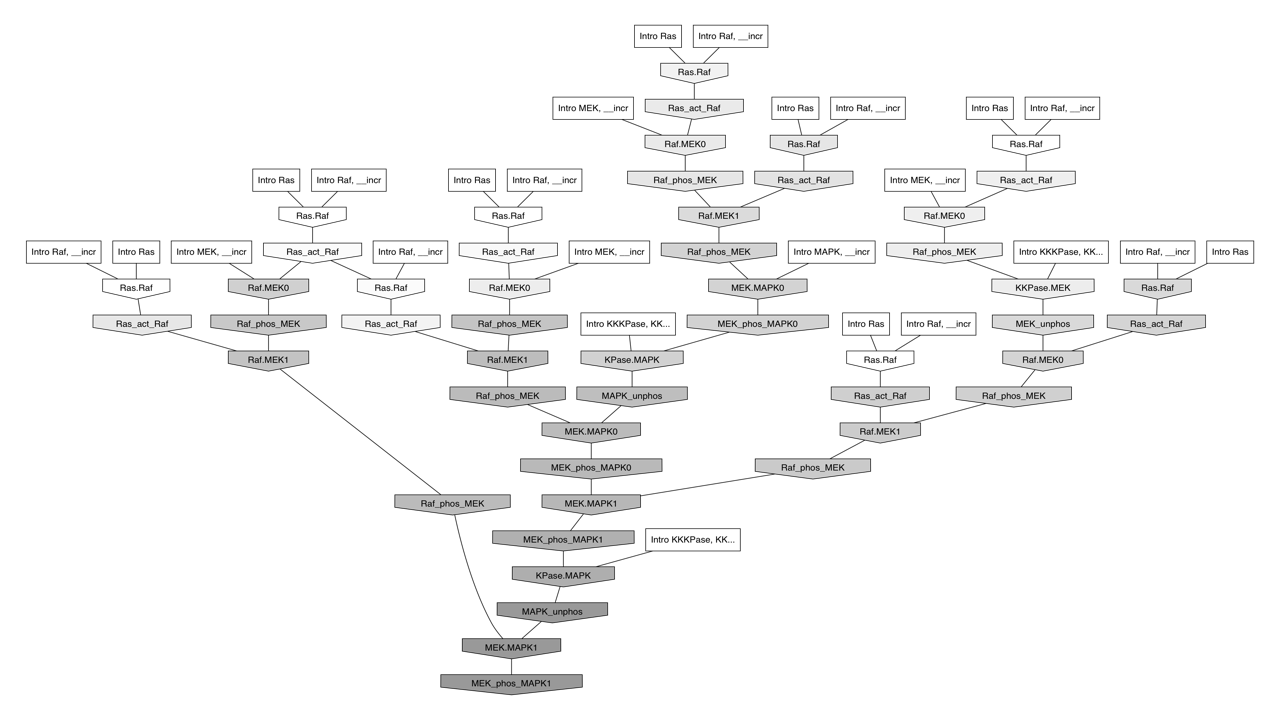 Intro Ras
Intro Raf, __incr
Ras.Raf
Intro MEK, __incr
Ras_act_Raf
Intro Ras
Intro Raf, __incr
Intro Ras
Intro Raf, __incr
Raf.MEK0
Ras.Raf
Ras.Raf
Intro Ras
Intro Raf, __incr
Intro Ras
Intro Raf, __incr
Raf_phos_MEK
Ras_act_Raf
Intro MEK, __incr
Ras_act_Raf
Ras.Raf
Ras.Raf
Raf.MEK1
Raf.MEK0
Intro Raf, __incr
Intro Ras
Intro MEK, __incr
Ras_act_Raf
Intro Raf, __incr
Ras_act_Raf
Intro MEK, __incr
Raf_phos_MEK
Intro MAPK, __incr
Raf_phos_MEK
Intro KKKPase, KK...
Intro Raf, __incr
Intro Ras
Ras.Raf
Raf.MEK0
Ras.Raf
Raf.MEK0
MEK.MAPK0
KKPase.MEK
Ras.Raf
Ras_act_Raf
Raf_phos_MEK
Ras_act_Raf
Raf_phos_MEK
Intro KKKPase, KK...
MEK_phos_MAPK0
Intro Ras
Intro Raf, __incr
MEK_unphos
Ras_act_Raf
Raf.MEK1
Raf.MEK1
KPase.MAPK
Ras.Raf
Raf.MEK0
Raf_phos_MEK
MAPK_unphos
Ras_act_Raf
Raf_phos_MEK
MEK.MAPK0
Raf.MEK1
MEK_phos_MAPK0
Raf_phos_MEK
Raf_phos_MEK
MEK.MAPK1
MEK_phos_MAPK1
Intro KKKPase, KK...
KPase.MAPK
MAPK_unphos
MEK.MAPK1
MEK_phos_MAPK1